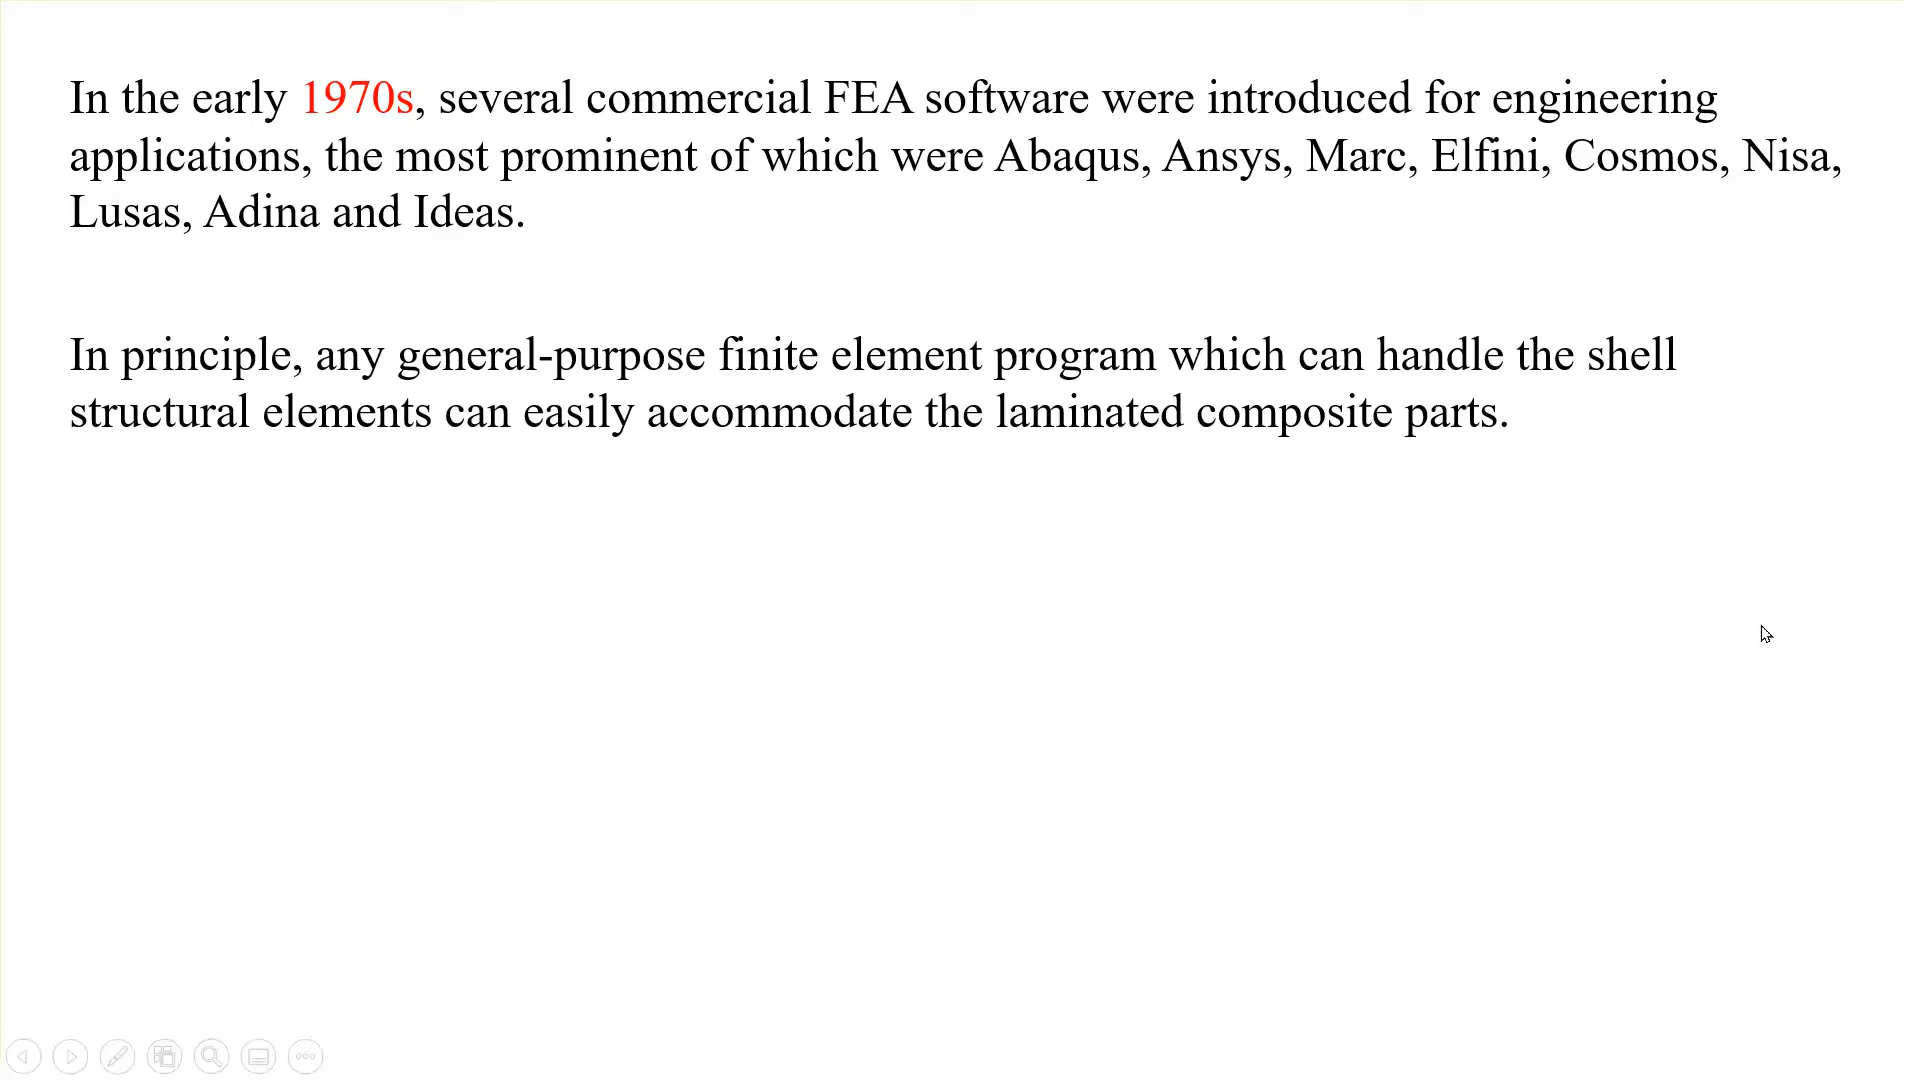 In the early 1970s, several commercial FEA software were introduced for engineering
applications, the most prominent of which were Abaqus, Ansys, Marc, Elfini, Cosmos, Nisa,
Lusas, Adina and Ideas.
In principle, any general-purpose finite element program which can handle the shell
structural elements can easily accommodate the laminated composite parts.